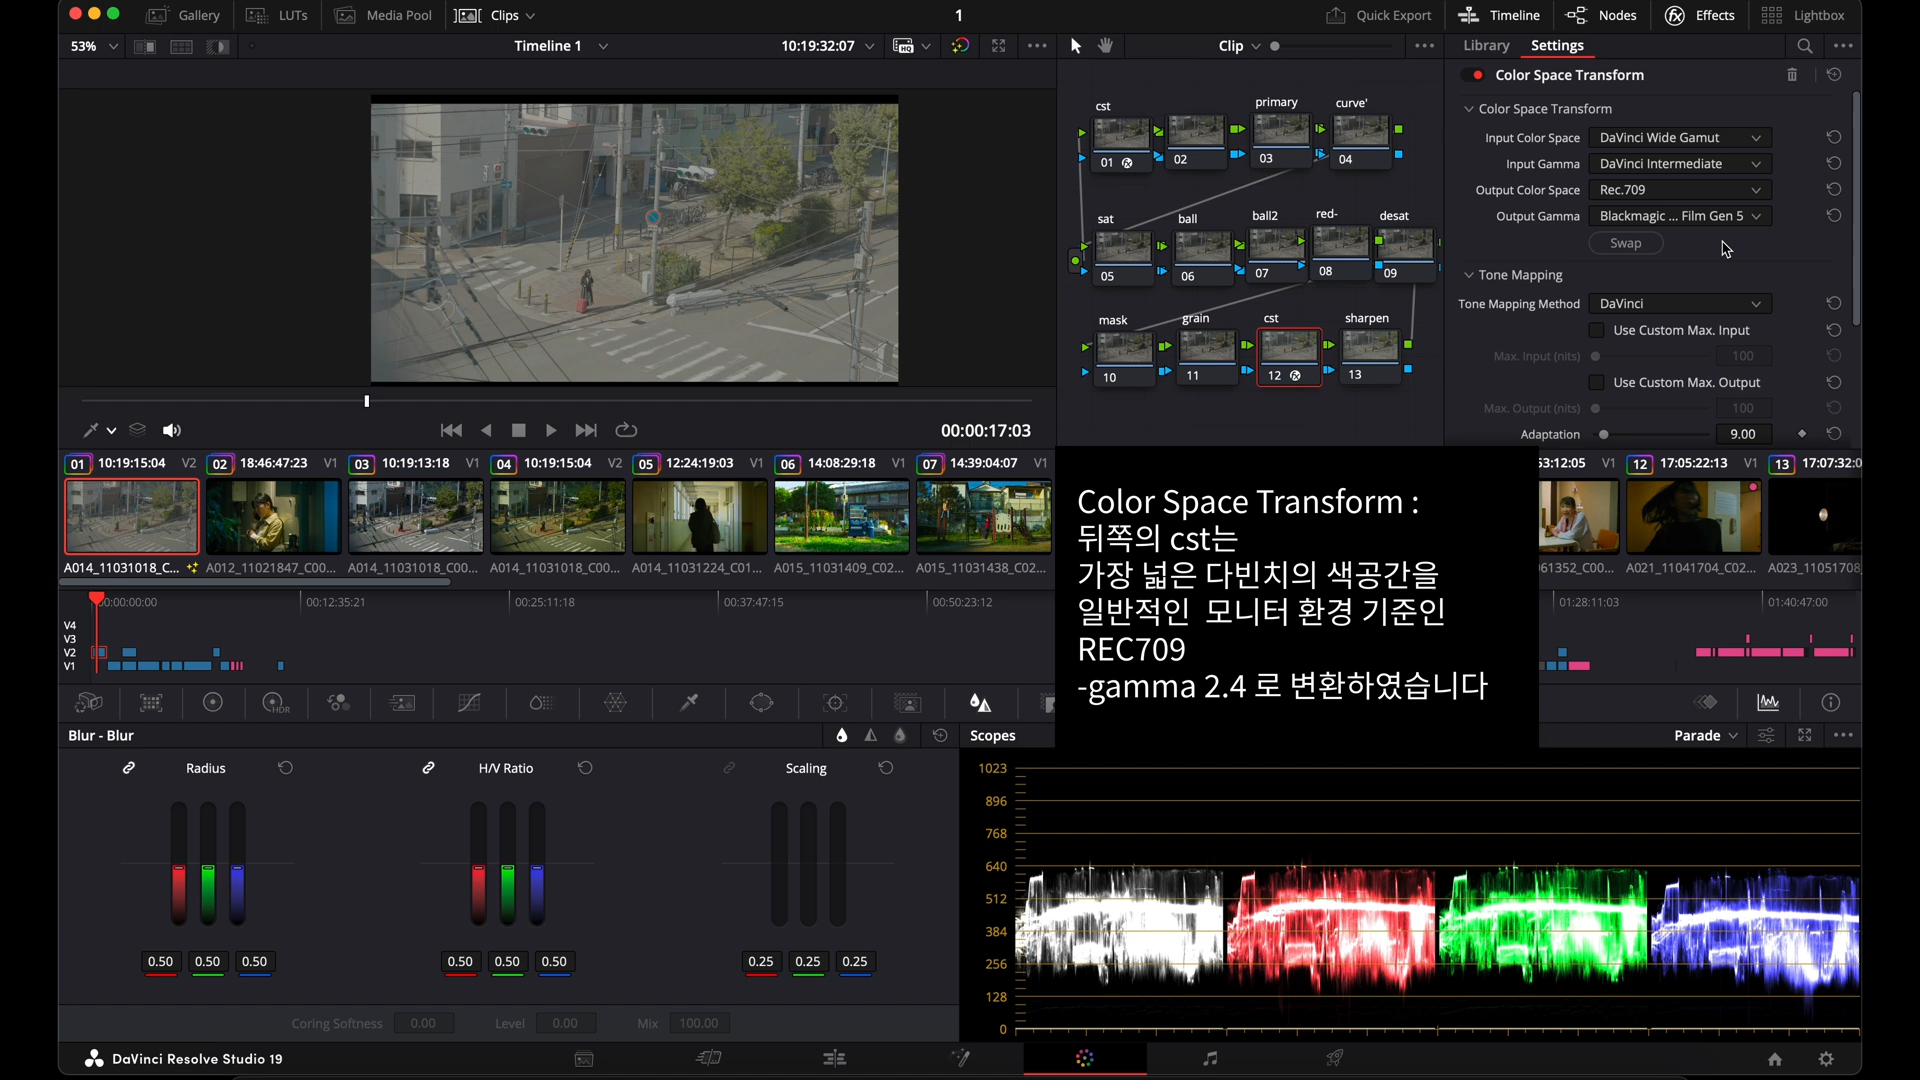 Gallery LUTs Media Pool Clips 1 Quick Export Timeline Nodes Effects Lightbox
53% Timeline 1 10:19:32:07 HQ Clip Library Settings
Color Space Transform
Color Space Transform
Input Color Space DaVinci Wide Gamut
Input Gamma DaVinci Intermediate
Output Color Space Rec.709
Output Gamma Blackmagic ... Film Gen 5
Swap
Tone Mapping
Tone Mapping Method DaVinci
Use Custom Max. Input
Max. Input (nits) 100
Use Custom Max. Output
Max. Output (nits) 100
Adaptation 9.00
cst primary curve'
01 02 03 04
sat ball ball2 red- desat
05 06 07 08 09
mask grain cst sharpen
10 11 12 13
00:00:17:03
01 10:19:15:04 V2 02 18:46:47:23 V1 03 10:19:13:18 V1 04 10:19:15:04 V2 05 12:24:19:03 V1 06 14:08:29:18 V1 07 14:39:04:07 V1 53:12:05 V1 12 17:05:22:13 V1 13 17:07:32:0
A014_11031018_C... A012_11021847_C00... A014_11031018_C00... A014_11031018_C00... A014_11031224_C01... A015_11031409_C02... A015_11031438_C02... 061352_C00... A021_11041704_C02... A023_11051708
Color Space Transform :
뒤쪽의 cst는
가장 넓은 다빈치의 색공간을
일반적인 모니터 환경 기준인
REC709
-gamma 2.4 로 변환하였습니다
00:00:00:00 00:12:35:21 00:25:11:18 00:37:47:15 00:50:23:12 01:28:11:03 01:40:47:00
V4
V3
V2
V1
HDR
Blur - Blur Scopes Parade
Radius H/V Ratio Scaling
0.50 0.50 0.50 0.50 0.50 0.50 0.25 0.25 0.25
Coring Softness 0.00 Level 0.00 Mix 100.00
1023
896
768
640
512
384
256
128
0
DaVinci Resolve Studio 19